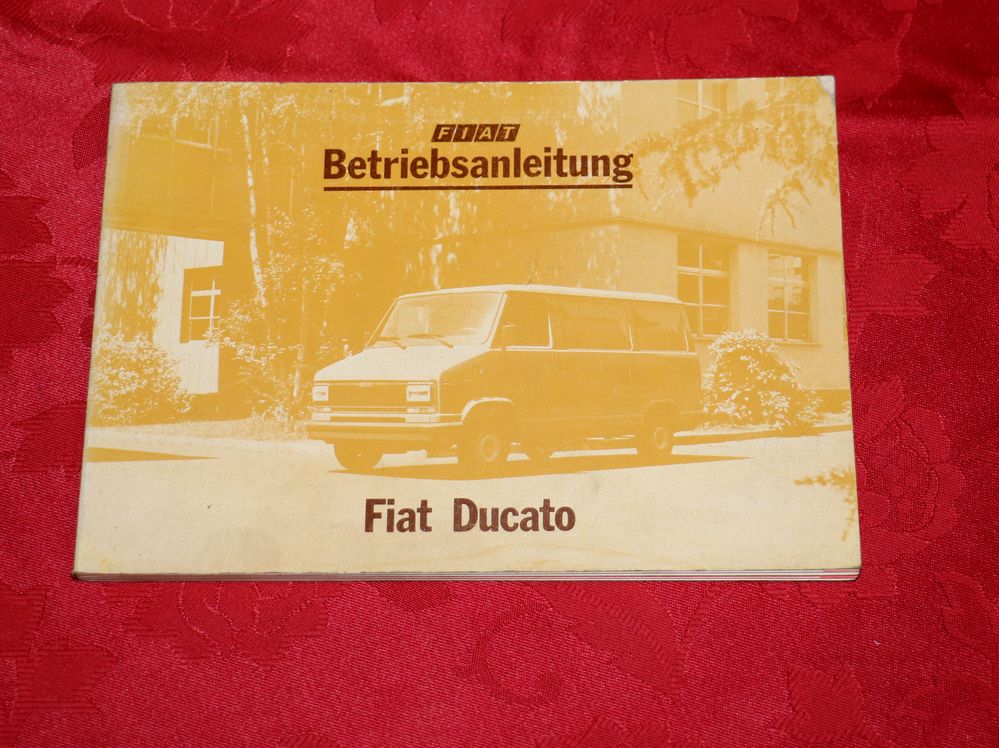 FIAT
Betriebsanleitung
Fiat Ducato